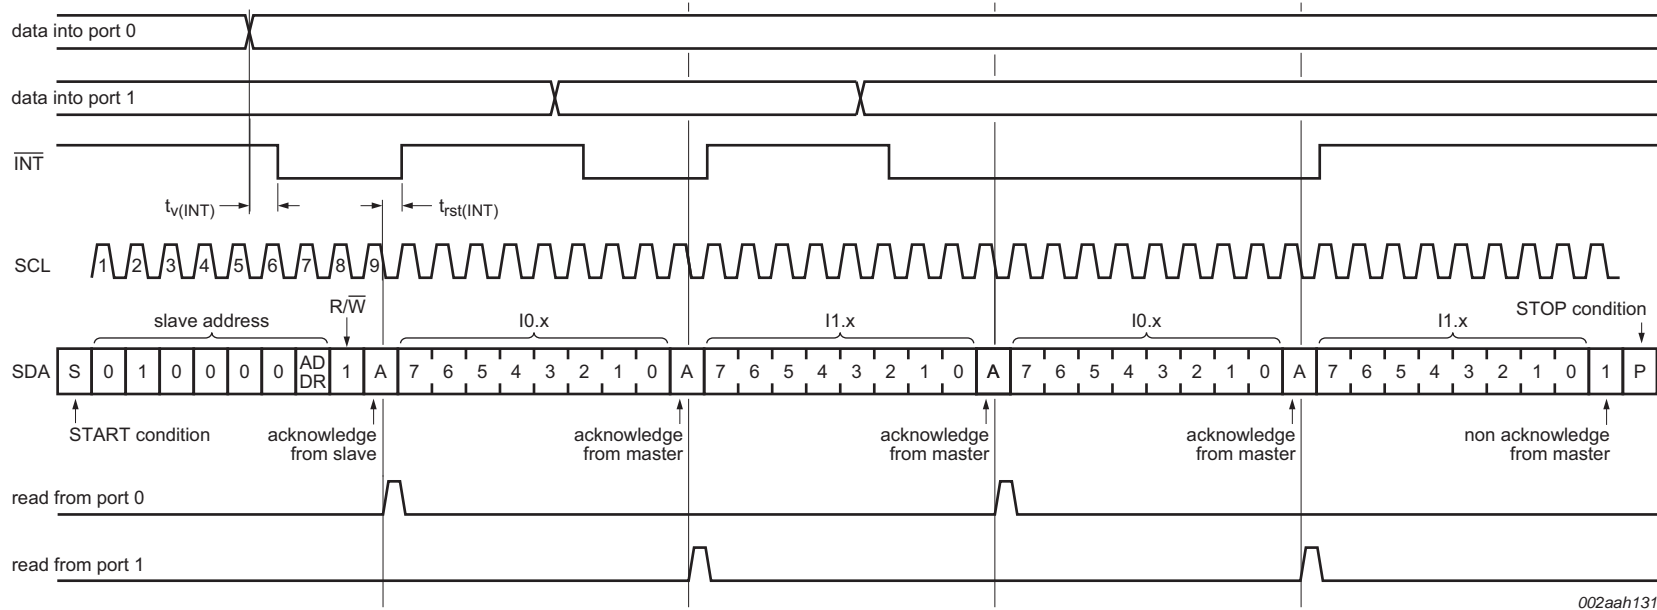 data into port 0
data into port 1
INT
tv(INT)
trst(INT)
SCL
1 2 3 4 5 6 7 8 9
R/W
STOP condition
slave address
I0.x
I1.x
I0.x
I1.x
SDA
S 0 1 0 0 0 0 AD DR 1 A 7 6 5 4 3 2 1 0 A 7 6 5 4 3 2 1 0 A 7 6 5 4 3 2 1 0 A 7 6 5 4 3 2 1 0 1 P
START condition
acknowledge
from slave
acknowledge
from master
acknowledge
from master
acknowledge
from master
non acknowledge
from master
read from port 0
read from port 1
002aah131